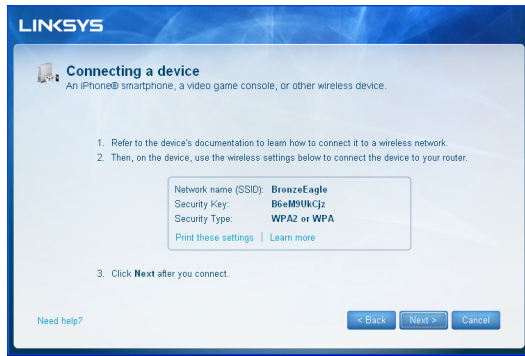 LINKSYS
Connecting a device
An iPhone® smartphone, a video game console, or other wireless device.
1. Refer to the device's documentation to learn how to connect it to a wireless network.
2. Then, on the device, use the wireless settings below to connect the device to your router.
Network name (SSID): BronzeEagle
Security Key: B6eM9UkCjz
Security Type: WPA2 or WPA
Print these settings | Learn more
3. Click Next after you connect.
Need help? < Back Next > Cancel